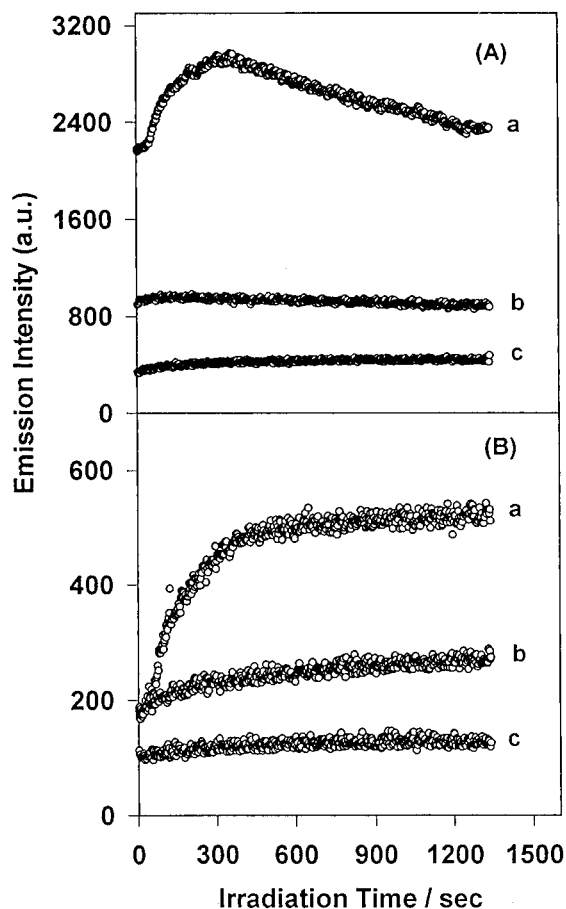 3200
(A)
a
2400
1600
b
800
c
0
Emission Intensity (a.u.)
(B)
600
a
400
b
200
c
0
0 300 600 900 1200 1500
Irradiation Time / sec